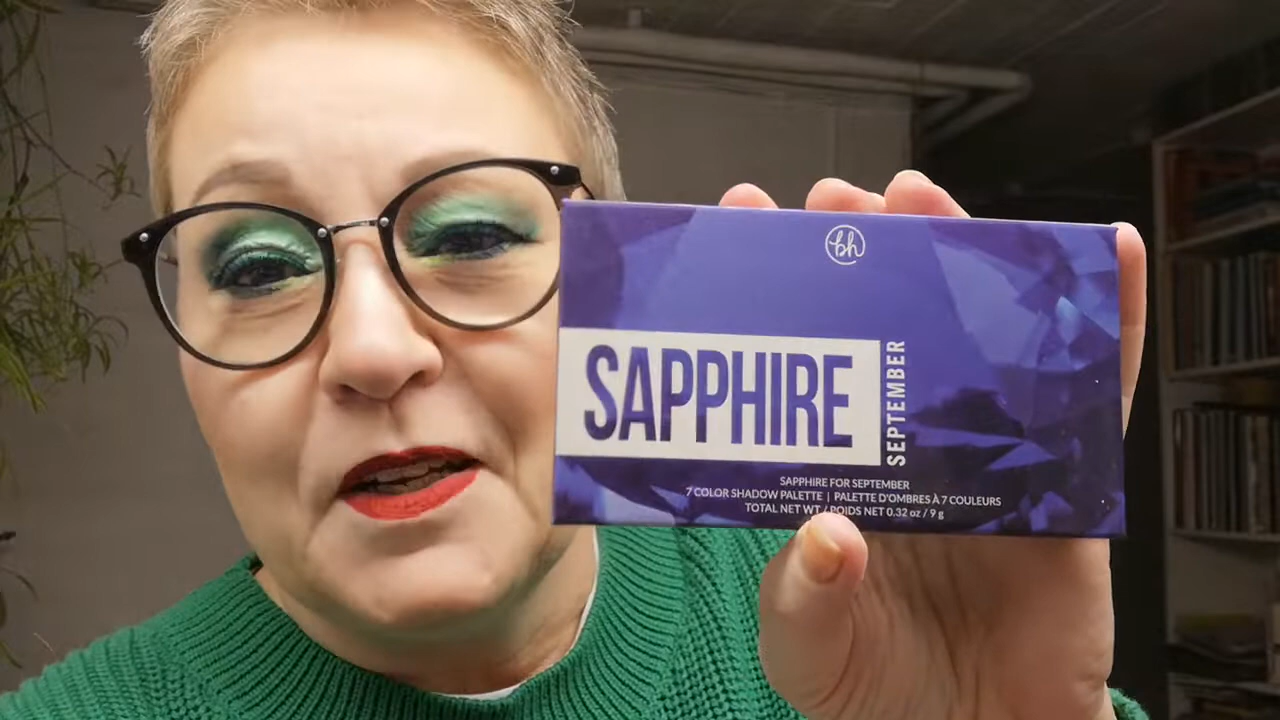 bh
SAPPHIRE
SEPTEMBER
SAPPHIRE FOR SEPTEMBER
7 COLOR SHADOW PALETTE | PALETTE D'OMBRES À 7 COULEURS
TOTAL NET WT / POIDS NET 0.32 oz / 9 g